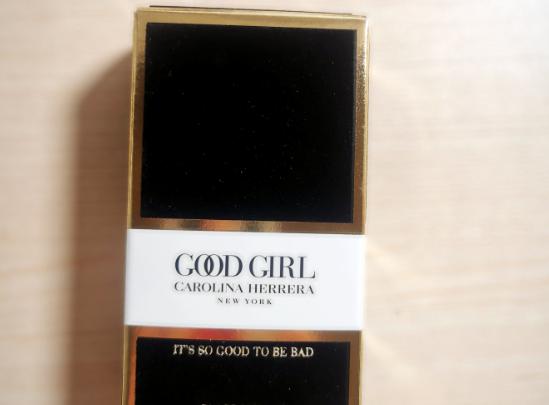 GOOD GIRL
CAROLINA HERRERA
NEW YORK
IT'S SO GOOD TO BE BAD